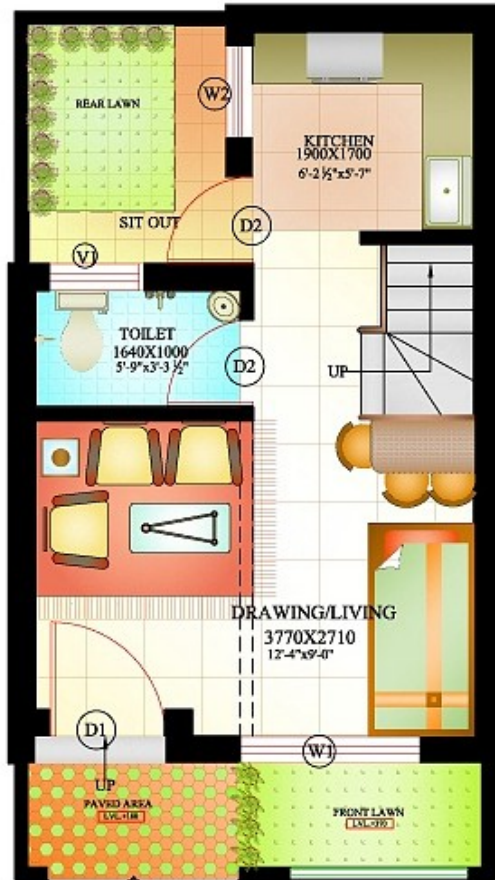 REAR LAWN
W2
KITCHEN
1900X1700
6'-2 ½"x5'-7"
SIT OUT
D2
V1
TOILET
1640X1000
5'-9"x3'-3 ½"
D2
UP
DRAWING/LIVING
3770X2710
12'-4"x9'-0"
D1
W1
UP
PAVED AREA
FRONT LAWN